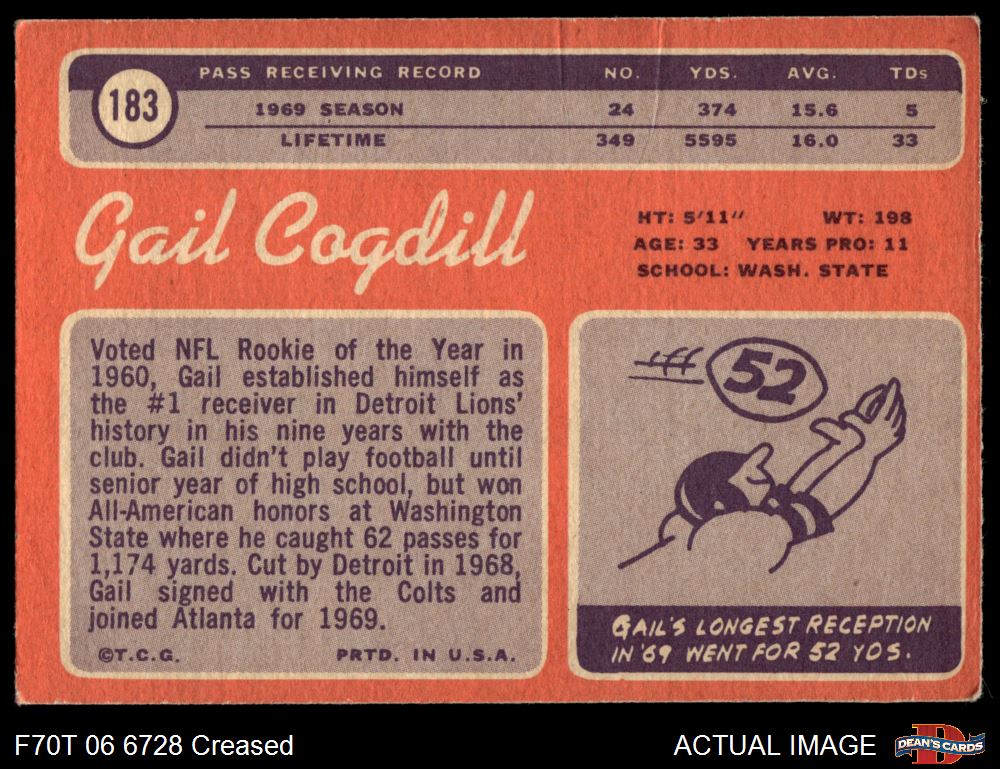 183
PASS RECEIVING RECORD NO. YDS. AVG. TDs
1969 SEASON 24 374 15.6 5
LIFETIME 349 5595 16.0 33
Gail Cogdill
HT: 5'11" WT: 198
AGE: 33 YEARS PRO: 11
SCHOOL: WASH. STATE
Voted NFL Rookie of the Year in
1960, Gail established himself as
the #1 receiver in Detroit Lions'
history in his nine years with the
club. Gail didn't play football until
senior year of high school, but won
All-American honors at Washington
State where he caught 62 passes for
1,174 yards. Cut by Detroit in 1968,
Gail signed with the Colts and
joined Atlanta for 1969.
©T.C.G. PRTD. IN U.S.A.
52
GAIL'S LONGEST RECEPTION
IN '69 WENT FOR 52 YDS.
F70T 06 6728 Creased
ACTUAL IMAGE
DEAN'S CARDS